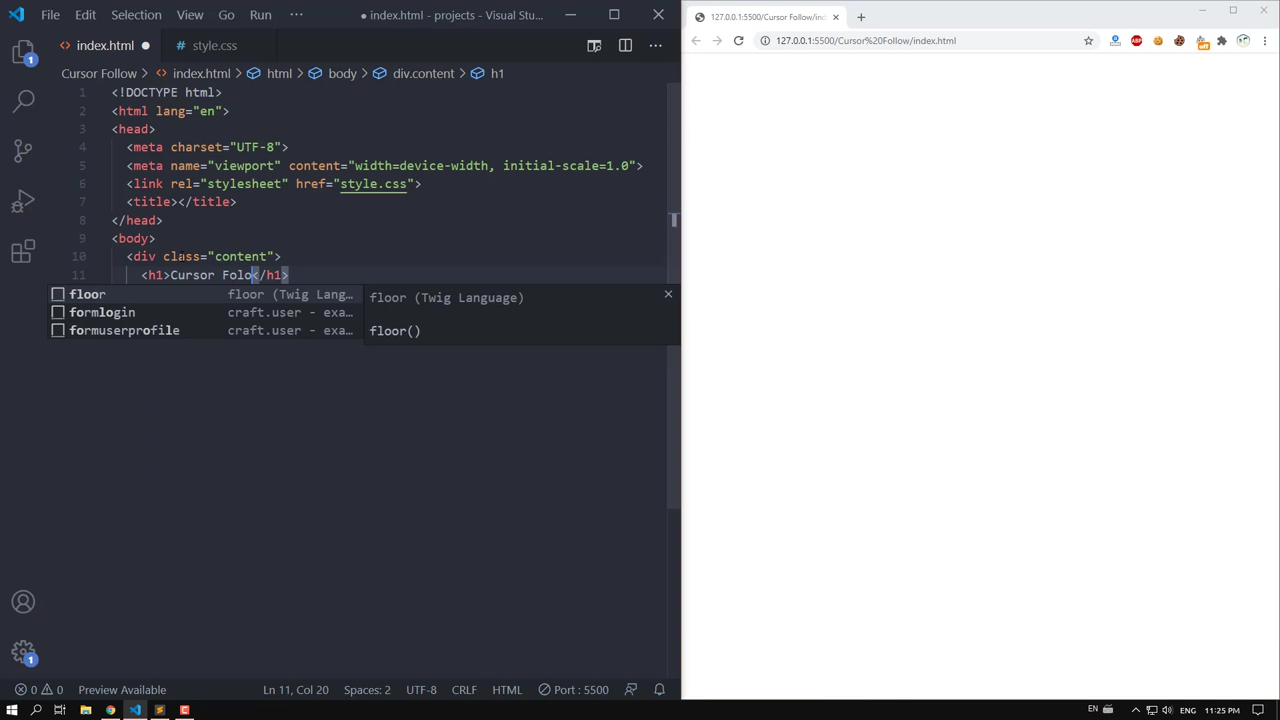 File Edit Selection View Go Run ··· ● index.html - projects - Visual Stu...
index.html ● style.css
Cursor Follow > index.html > html > body > div.content > h1
1 <!DOCTYPE html>
2 <html lang="en">
3 <head>
4 <meta charset="UTF-8">
5 <meta name="viewport" content="width=device-width, initial-scale=1.0">
6 <link rel="stylesheet" href="style.css">
7 <title></title>
8 </head>
9 <body>
10 <div class="content">
11 <h1>Cursor Folo</h1>
floor floor (Twig Lang...
formlogin craft.user - exa...
formuserprofile craft.user - exa...
floor (Twig Language)
floor()
1
1
0 0 Preview Available Ln 11, Col 20 Spaces: 2 UTF-8 CRLF HTML Port : 5500
127.0.0.1:5500/Cursor Follow/ind
127.0.0.1:5500/Cursor%20Follow/index.html
ABP
off
EN ENG 11:25 PM